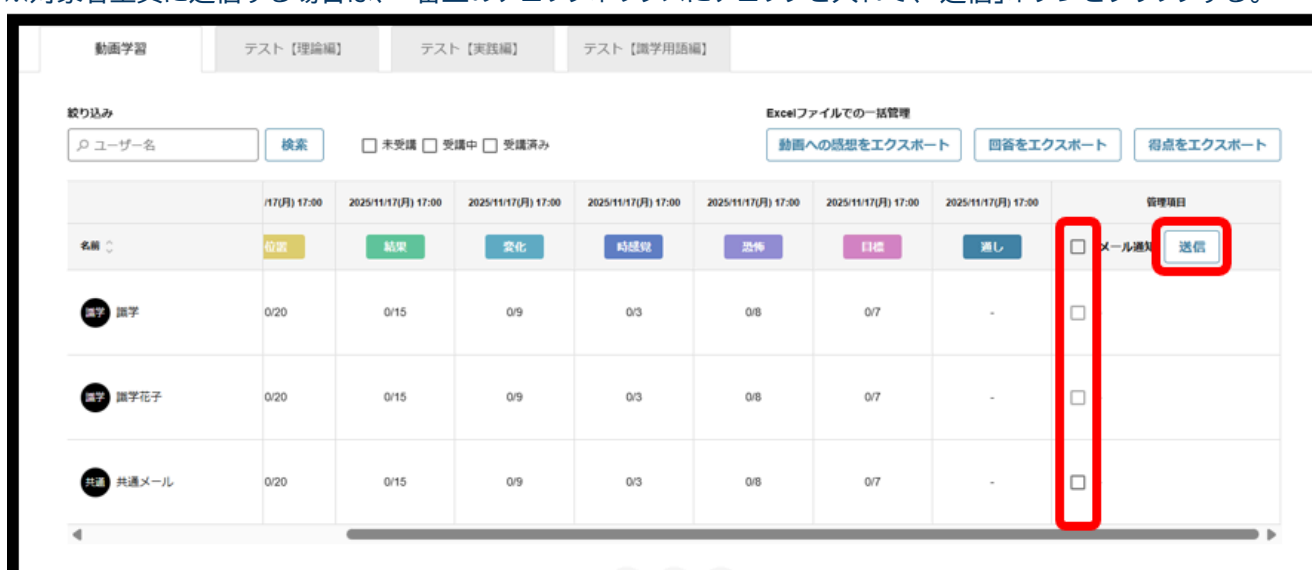 動画学習 テスト【理論編】 テスト【実践編】 テスト【識学用語編】
絞り込み Excelファイルでの一括管理
ユーザー名 検索 未受講 受講中 受講済み 動画への感想をエクスポート 回答をエクスポート 得点をエクスポート
/17(月) 17:00 2025/11/17(月) 17:00 2025/11/17(月) 17:00 2025/11/17(月) 17:00 2025/11/17(月) 17:00 2025/11/17(月) 17:00 2025/11/17(月) 17:00 管理項目
名前 位置 結果 変化 時感覚 恐怖 目標 通し メール通知 送信
識学 識学 0/20 0/15 0/9 0/3 0/8 0/7 -
識学 識学花子 0/20 0/15 0/9 0/3 0/8 0/7 -
共通 共通メール 0/20 0/15 0/9 0/3 0/8 0/7 -